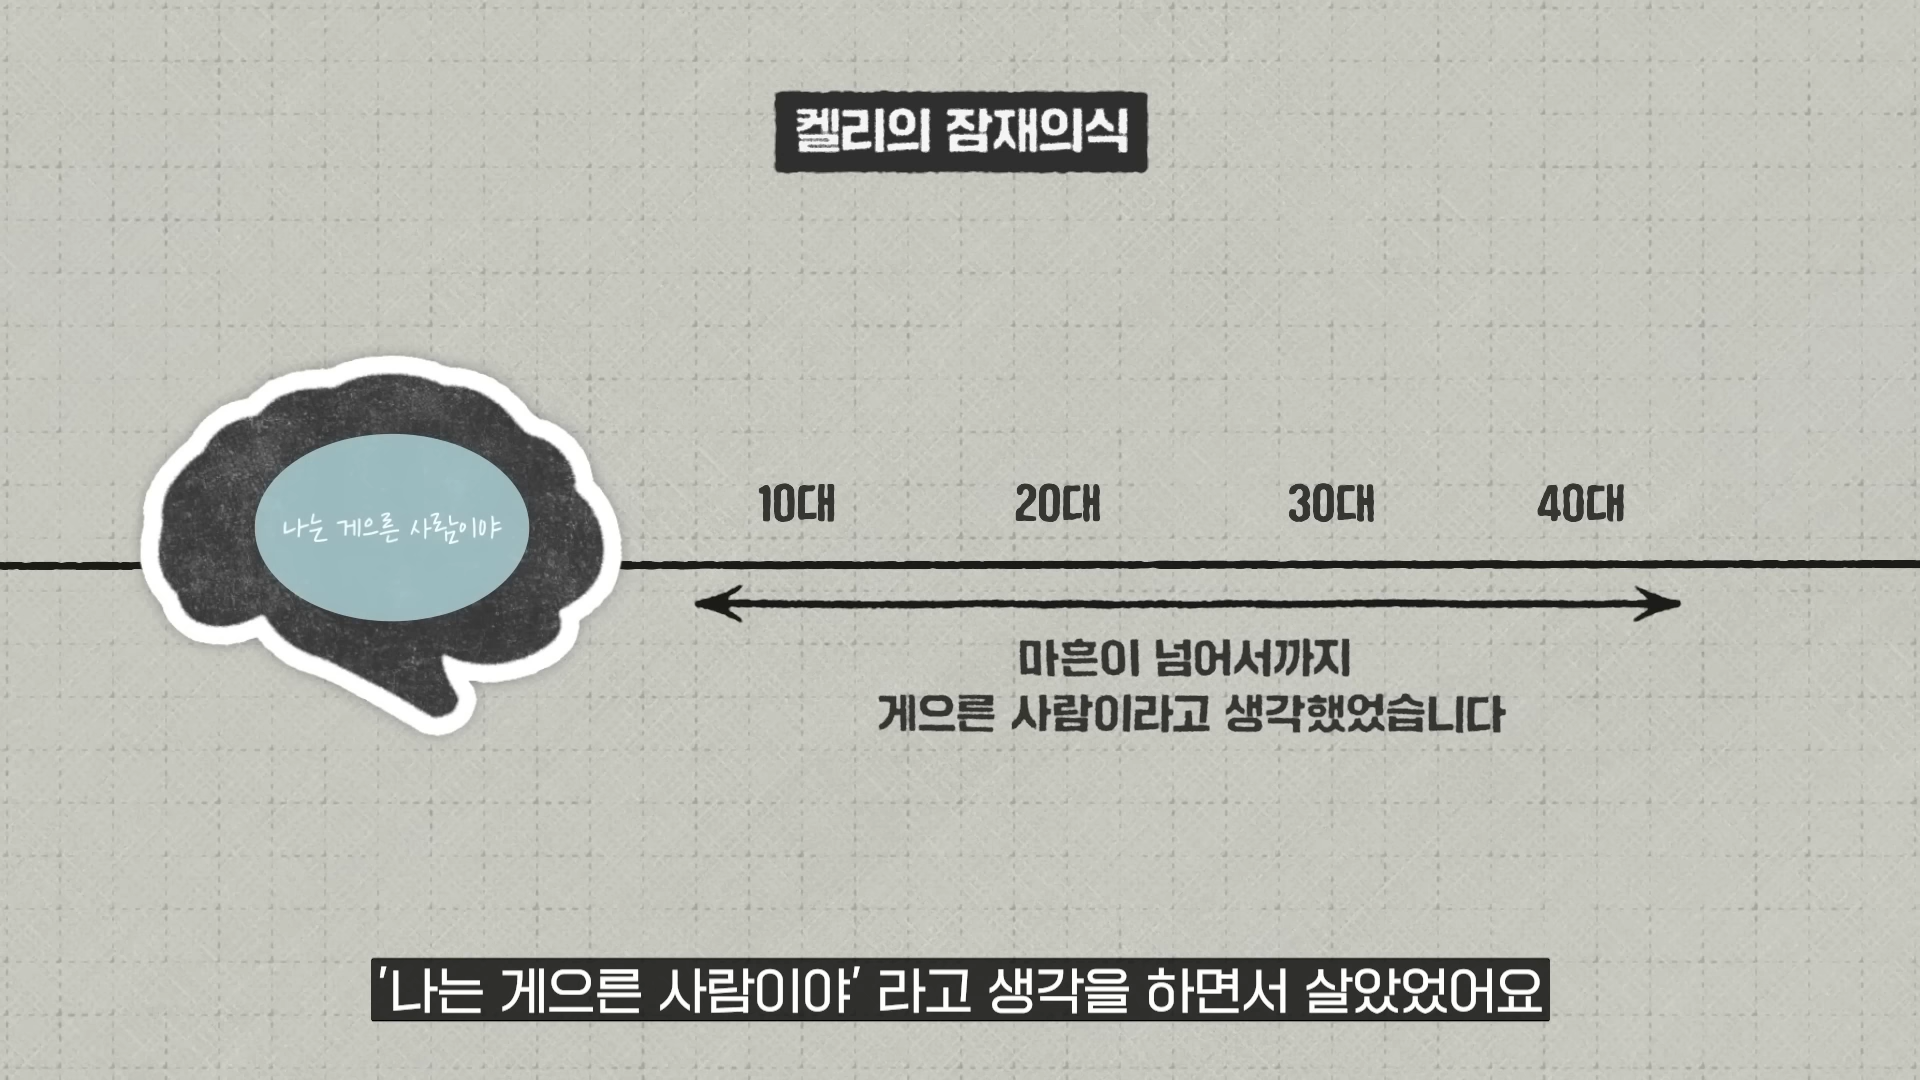 켈리의 잠재의식
나는 게으른 사람이야
10대 20대 30대 40대
마흔이 넘어서까지
게으른 사람이라고 생각했었습니다
'나는 게으른 사람이야' 라고 생각을 하면서 살았었어요